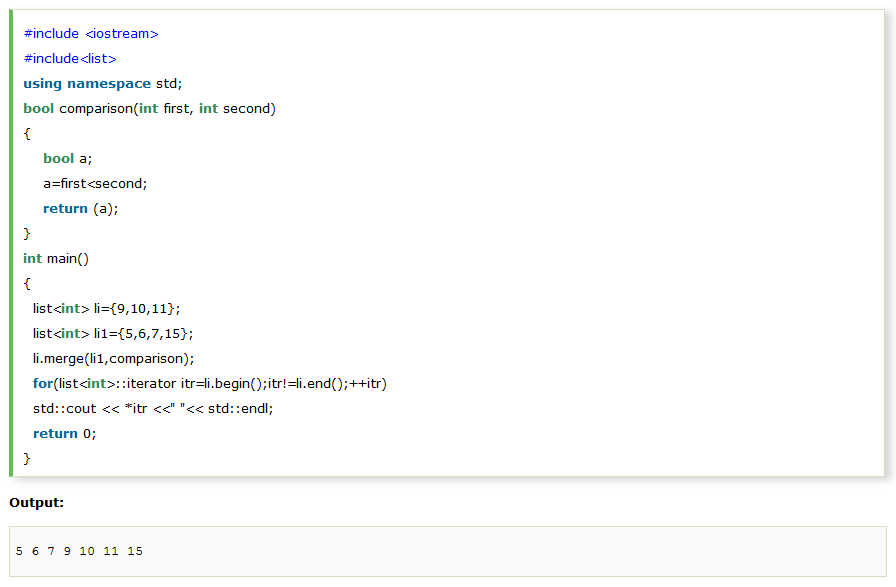 #include <iostream>
#include<list>
using namespace std;
bool comparison(int first, int second)
{
bool a;
a=first<second;
return (a);
}
int main()
{
list<int> li={9,10,11};
list<int> li1={5,6,7,15};
li.merge(li1,comparison);
for(list<int>::iterator itr=li.begin();itr!=li.end();++itr)
std::cout << *itr <<" "<< std::endl;
return 0;
}
Output:
5 6 7 9 10 11 15